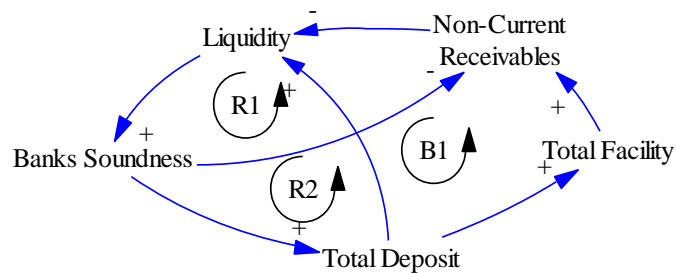 -
Non-Current
Receivables
Liquidity
-
R1
+
+
B1
+
Total Facility
+
Banks Soundness
+
R2
+
Total Deposit